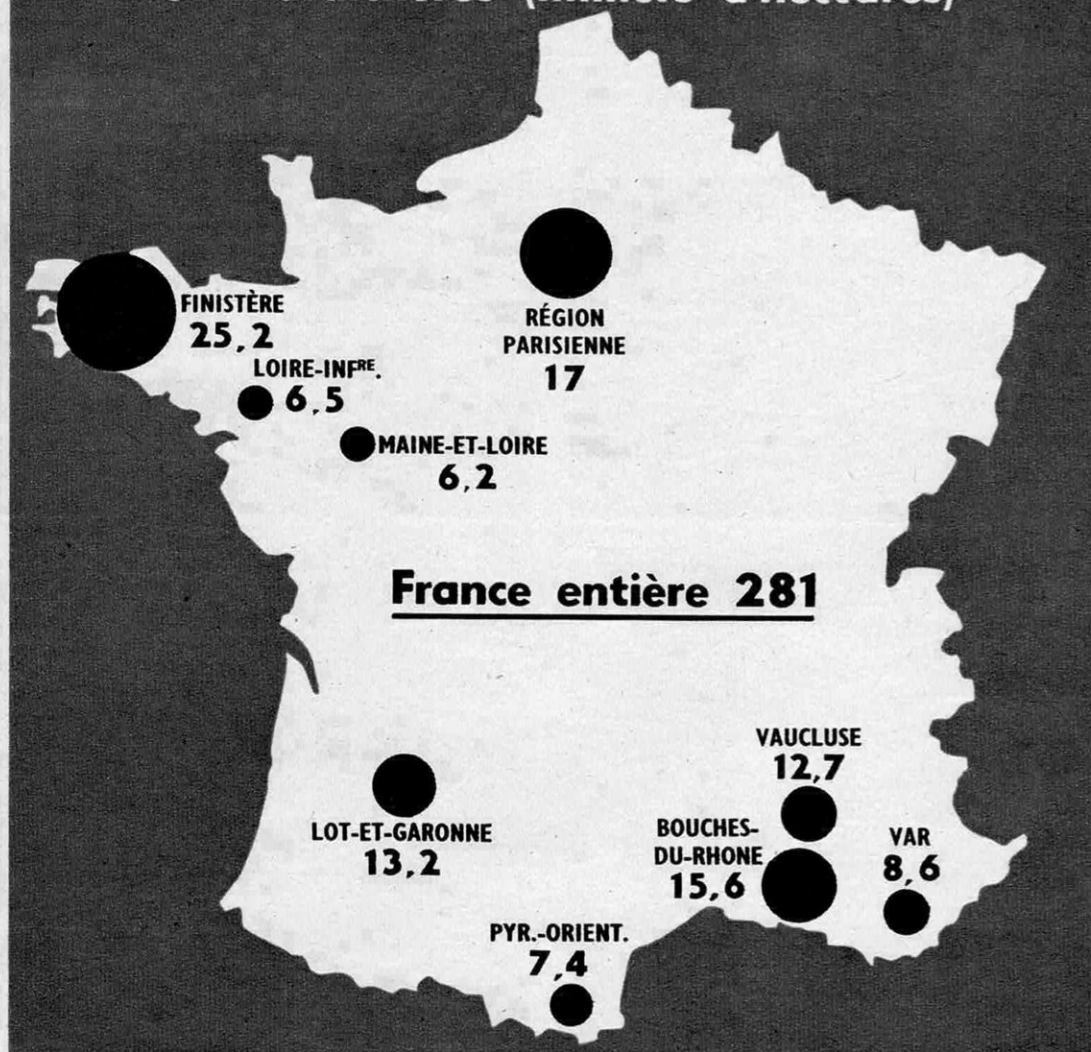 (milliers d'hectares)
FINISTÈRE
25,2
RÉGION
PARISIENNE
17
LOIRE-INFRE.
6,5
MAINE-ET-LOIRE
6,2
France entière 281
VAUCLUSE
12,7
LOT-ET-GARONNE
13,2
BOUCHES-
DU-RHONE
15,6
VAR
8,6
PYR.-ORIENT.
7,4